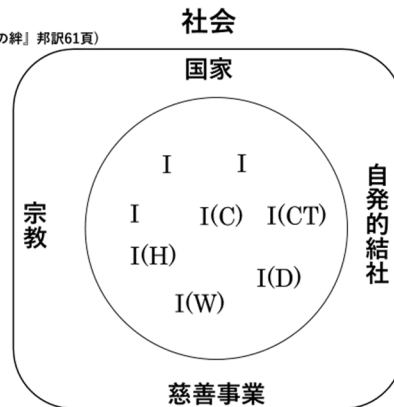 社会
の絆』邦訳61頁）
国家
I I
I I(C) I(CT)
I(H)
I(D)
I(W)
宗教
自発的結社
慈善事業